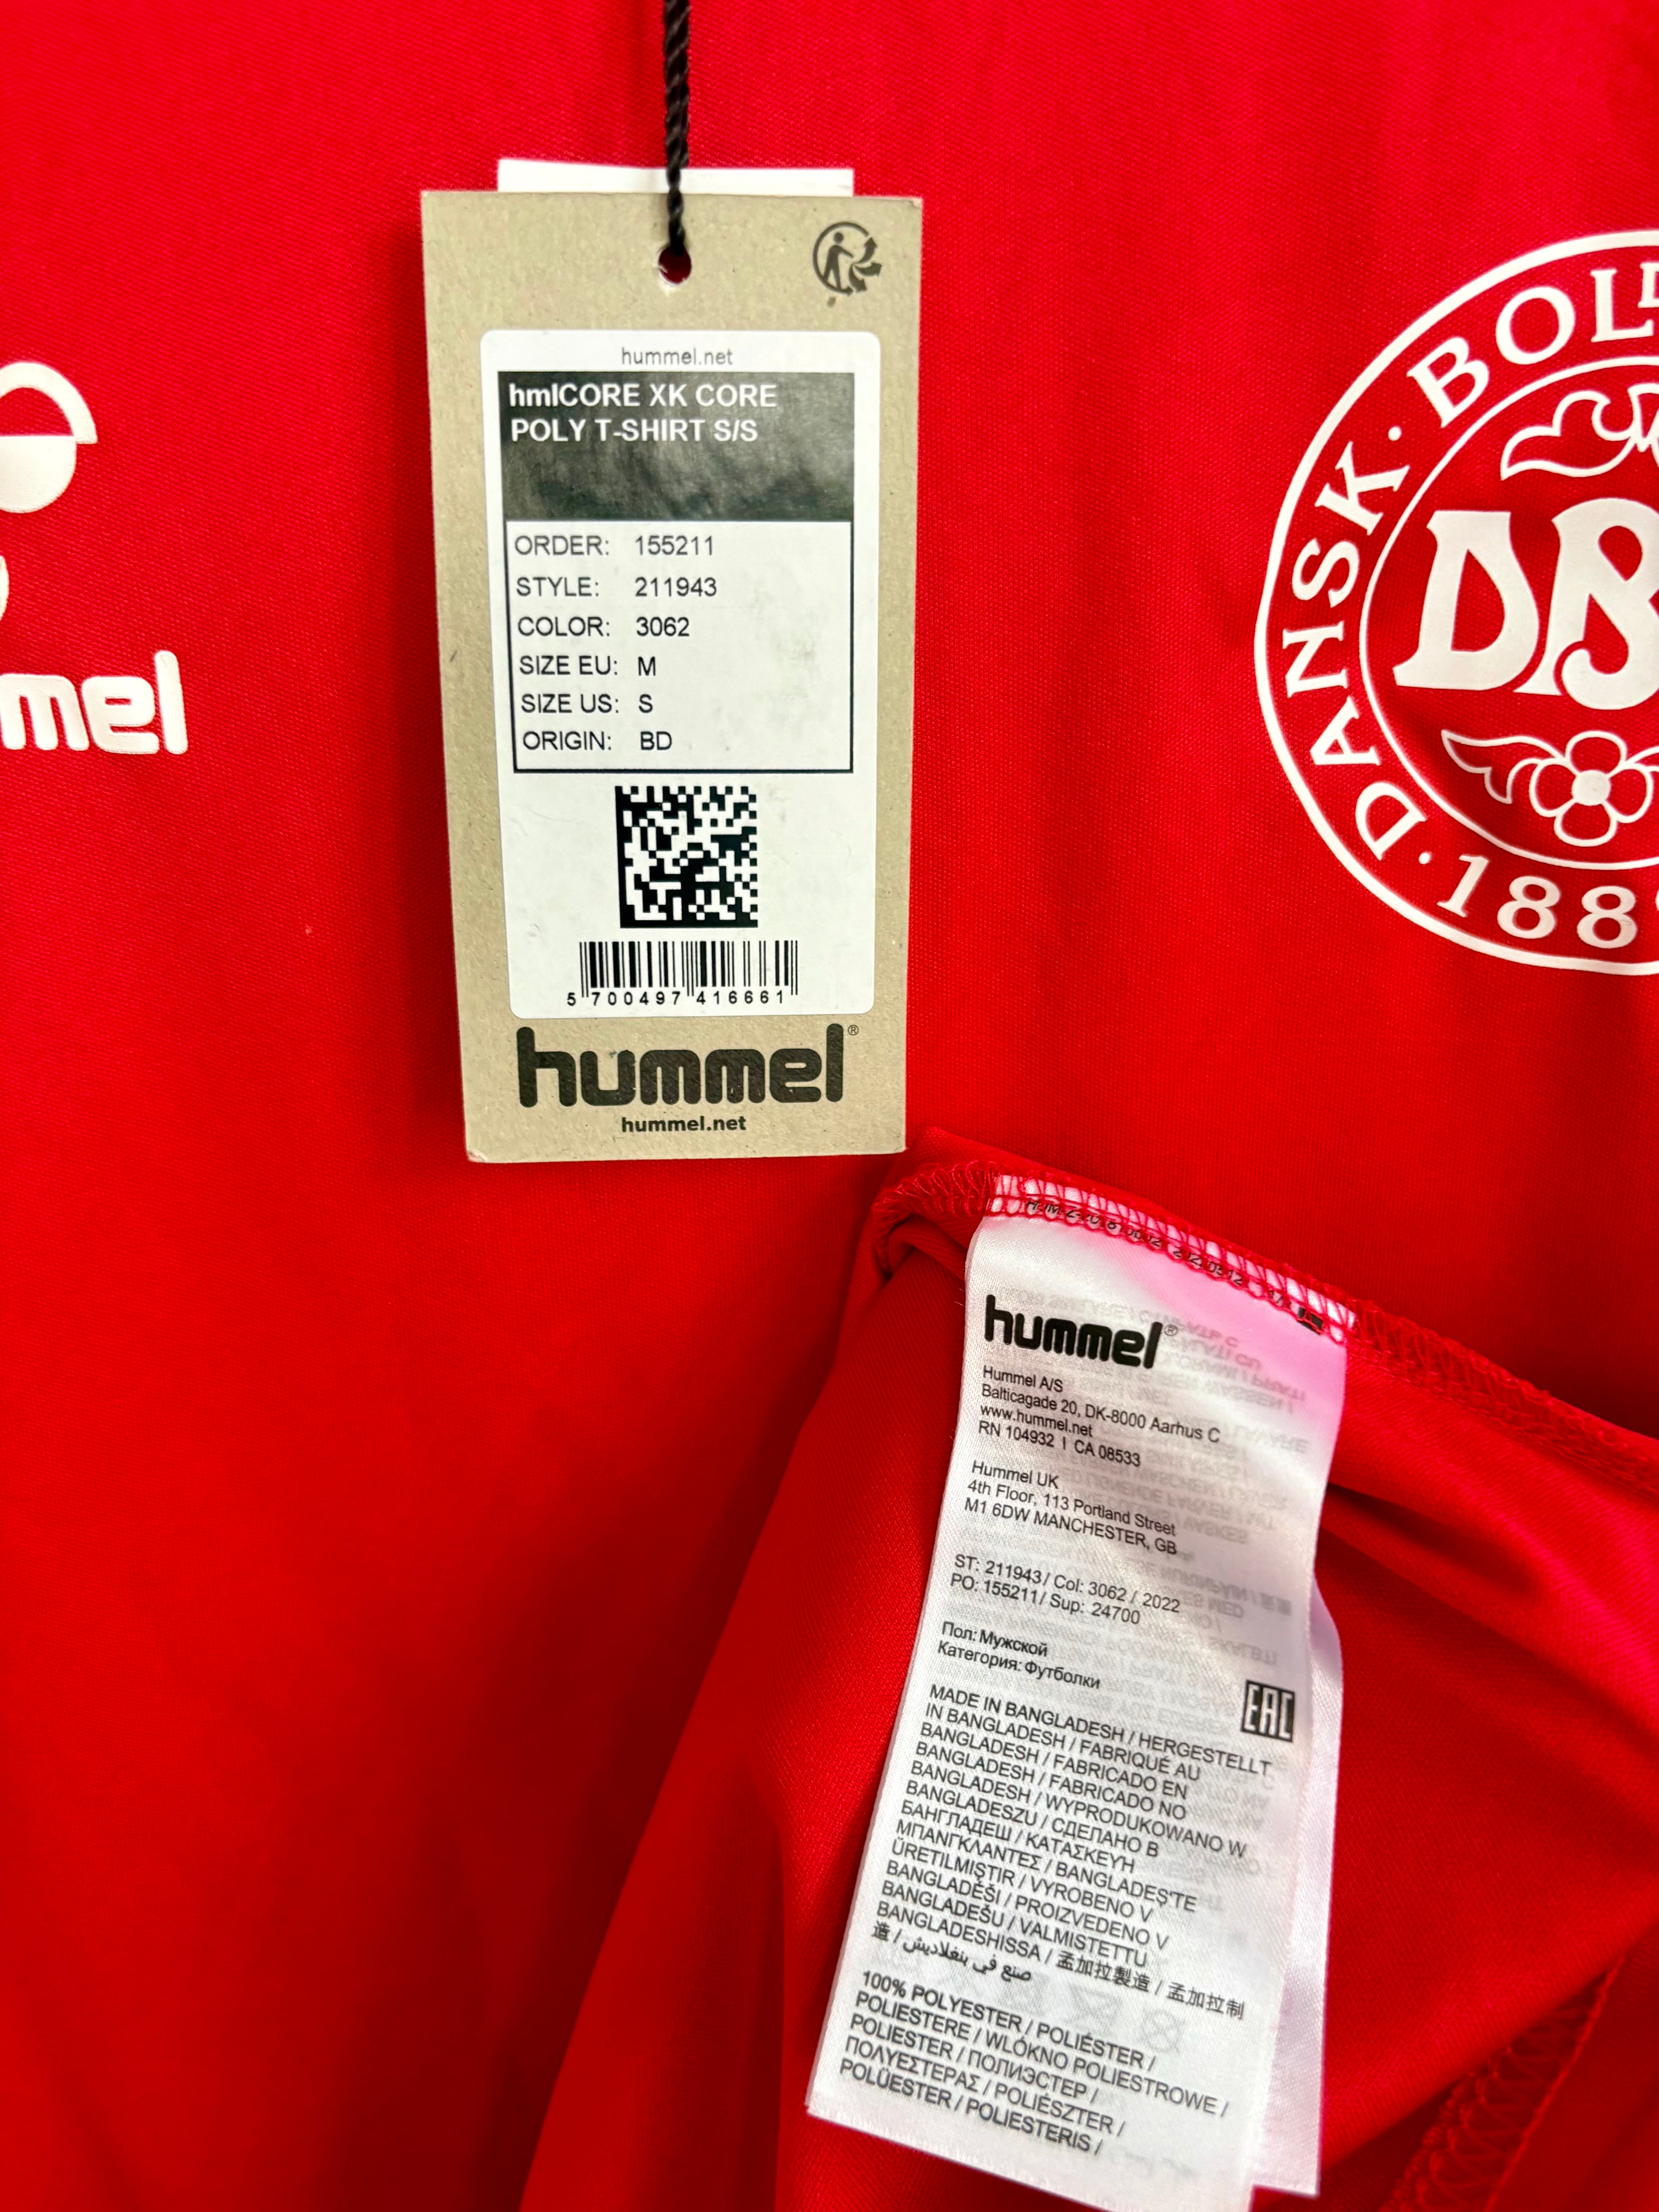 hummel.net
hmlCORE XK CORE
POLY T-SHIRT S/S
ORDER: 155211
STYLE: 211943
COLOR: 3062
SIZE EU: M
SIZE US: S
ORIGIN: BD
5 700497 416661
hummel®
hummel.net
mel
DANSK · BOLD
DB
· 188
hummel®
Hummel A/S
Balticagade 20, DK-8000 Aarhus C
www.hummel.net
RN 104932 I CA 08533
Hummel UK
4th Floor, 113 Portland Street
M1 6DW MANCHESTER, GB
ST: 211943 / Col: 3062 / 2022
PO: 155211 / Sup: 24700
Пол: Мужской
Категория: Футболки
EAC
MADE IN BANGLADESH / HERGESTELLT
IN BANGLADESH / FABRIQUÉ AU
BANGLADESH / FABRICADO EN
BANGLADESH / FABRICADO NO
BANGLADESH / WYPRODUKOWANO W
BANGLADESZU / СДЕЛАНО В
БАНГЛАДЕШ / ΚΑΤΑΣΚΕΥΗ
ΜΠΑΝΓΚΛΑΝΤΕΣ / BANGLADEŞ'TE
ÜRETILMIŞTIR / VYROBENO V
BANGLADÉŠI / PROIZVEDENO V
BANGLADEŠU / VALMISTETTU
BANGLADESHISSA / 孟加拉製造 / 孟加拉制
造 / صنع في بنغلاديش
100% POLYESTER / POLIÉSTER /
POLIESTERE / WLÓKNO POLIESTROWE /
POLIESTER / ПОЛИЭСТЕР /
ΠΟΛΥΕΣΤΕΡΑΣ / POLIÉSZTER /
POLÜESTER / POLIESTERIS /